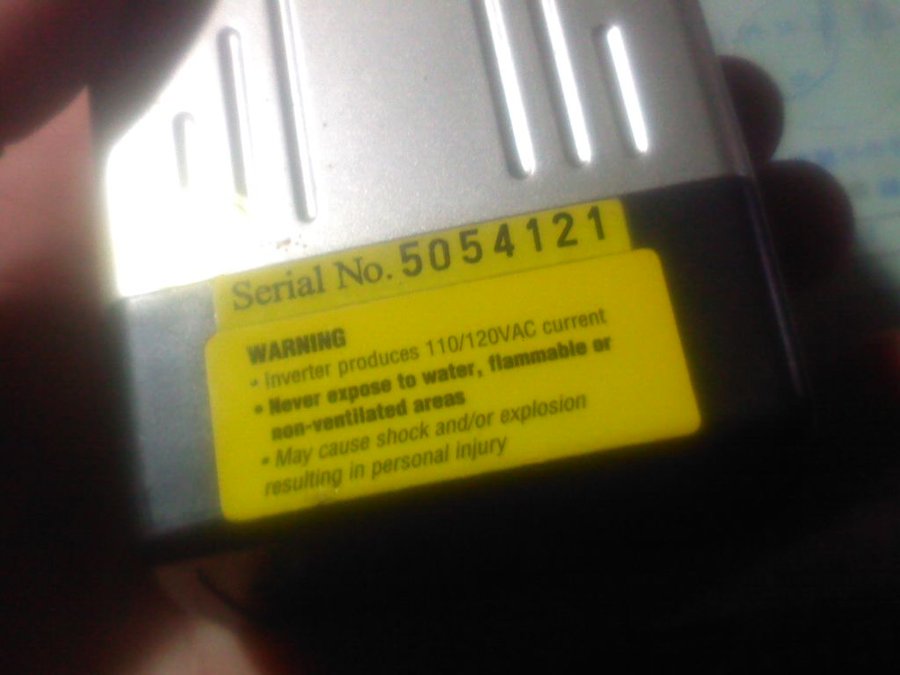 Serial No. 5054121
WARNING
• Inverter produces 110/120VAC current
• Never expose to water, flammable or
non-ventilated areas
• May cause shock and/or explosion
resulting in personal injury